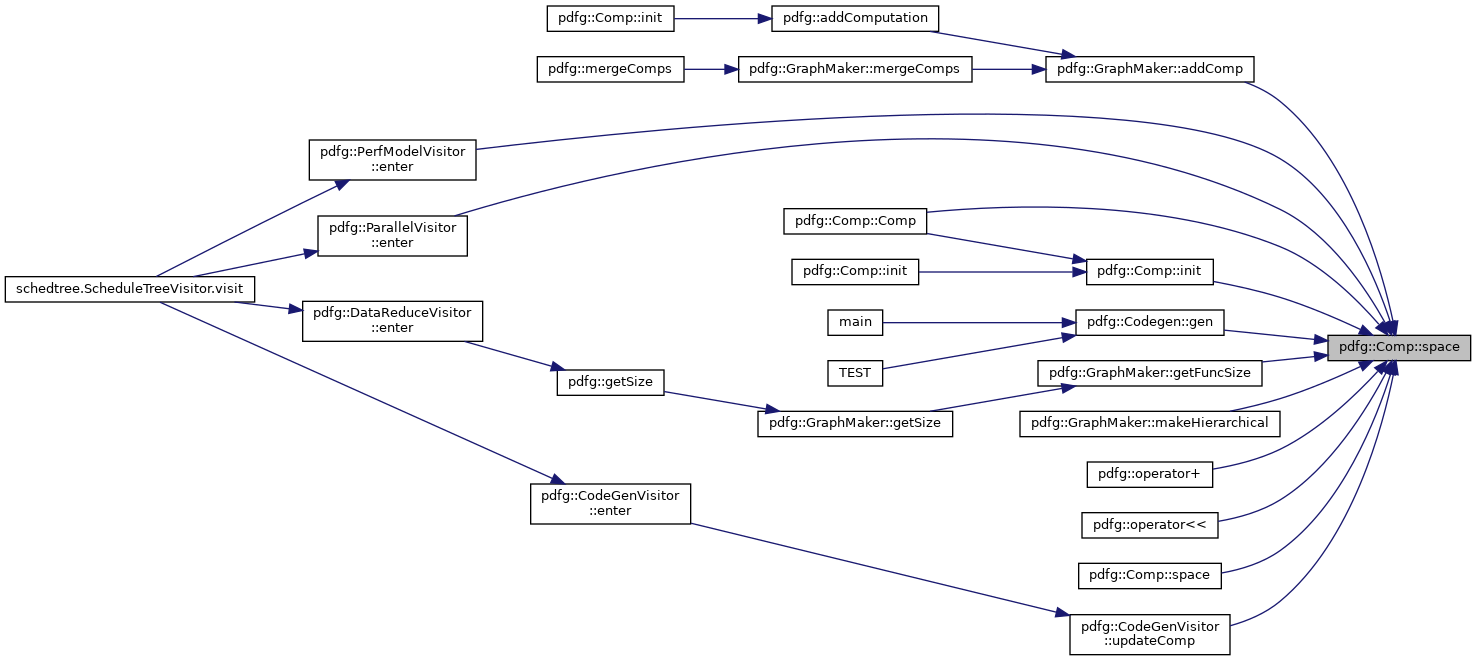 pdfg::Comp::init
pdfg::addComputation
pdfg::mergeComps
pdfg::GraphMaker::mergeComps
pdfg::GraphMaker::addComp
pdfg::PerfModelVisitor
::enter
pdfg::ParallelVisitor
::enter
pdfg::Comp::Comp
pdfg::Comp::init
pdfg::Comp::init
schedtree.ScheduleTreeVisitor.visit
pdfg::DataReduceVisitor
::enter
main
pdfg::Codegen::gen
pdfg::Comp::space
TEST
pdfg::GraphMaker::getFuncSize
pdfg::getSize
pdfg::GraphMaker::getSize
pdfg::GraphMaker::makeHierarchical
pdfg::operator+
pdfg::CodeGenVisitor
::enter
pdfg::operator<<
pdfg::Comp::space
pdfg::CodeGenVisitor
::updateComp